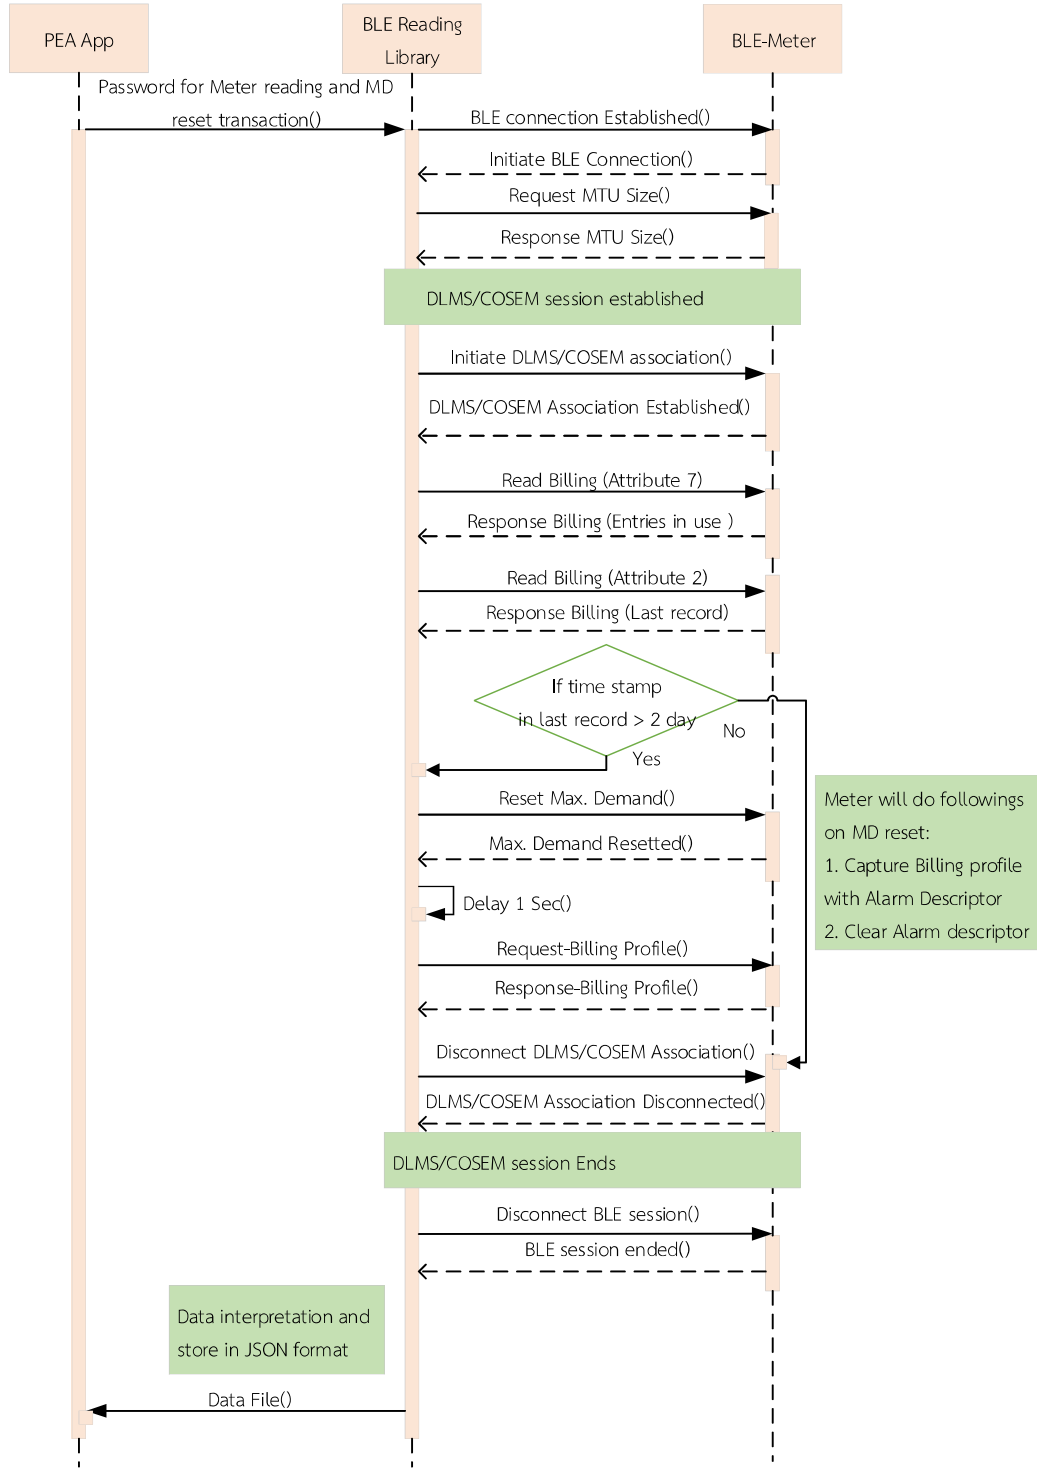 PEA App
BLE Reading
Library
BLE-Meter
Password for Meter reading and MD
reset transaction()
BLE connection Established()
Initiate BLE Connection()
Request MTU Size()
Response MTU Size()
DLMS/COSEM session established
Initiate DLMS/COSEM association()
DLMS/COSEM Association Established()
Read Billing (Attribute 7)
Response Billing (Entries in use )
Read Billing (Attribute 2)
Response Billing (Last record)
If time stamp
in last record > 2 day
No
Yes
Meter will do followings
on MD reset:
1. Capture Billing profile
with Alarm Descriptor
2. Clear Alarm descriptor
Reset Max. Demand()
Max. Demand Resetted()
Delay 1 Sec()
Request-Billing Profile()
Response-Billing Profile()
Disconnect DLMS/COSEM Association()
DLMS/COSEM Association Disconnected()
DLMS/COSEM session Ends
Disconnect BLE session()
BLE session ended()
Data interpretation and
store in JSON format
Data File()